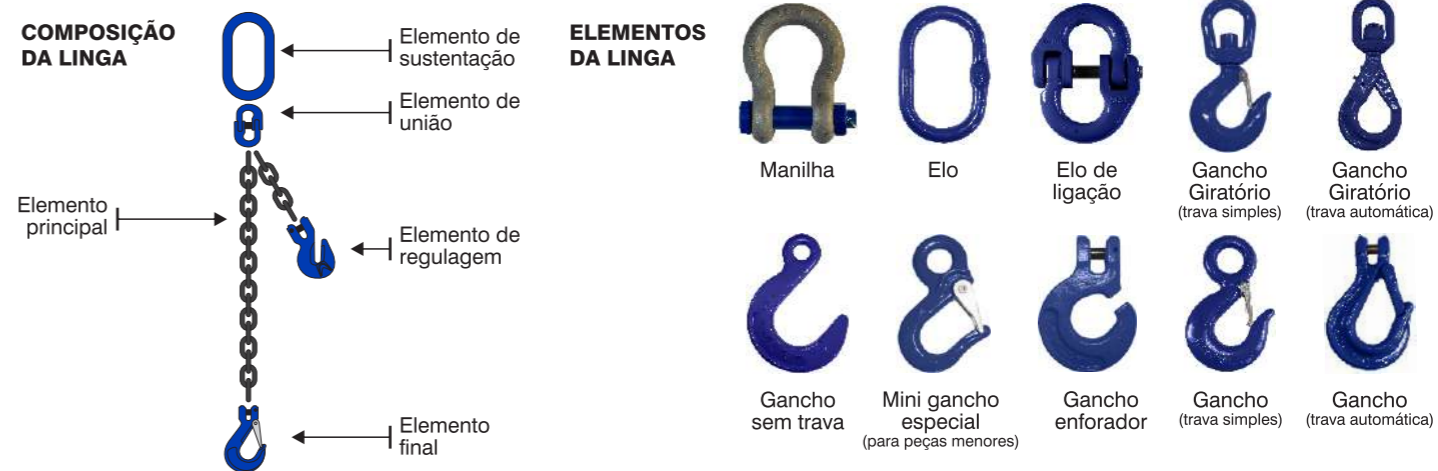 COMPOSIÇÃO
DA LINGA
Elemento de
sustentação
Elemento de
união
Elemento
principal
Elemento de
regulagem
Elemento
final
ELEMENTOS
DA LINGA
Manilha
Elo
Elo de
ligação
Gancho
Giratório
(trava simples)
Gancho
Giratório
(trava automática)
Gancho
sem trava
Mini gancho
especial
(para peças menores)
Gancho
enforador
Gancho
(trava simples)
Gancho
(trava automática)